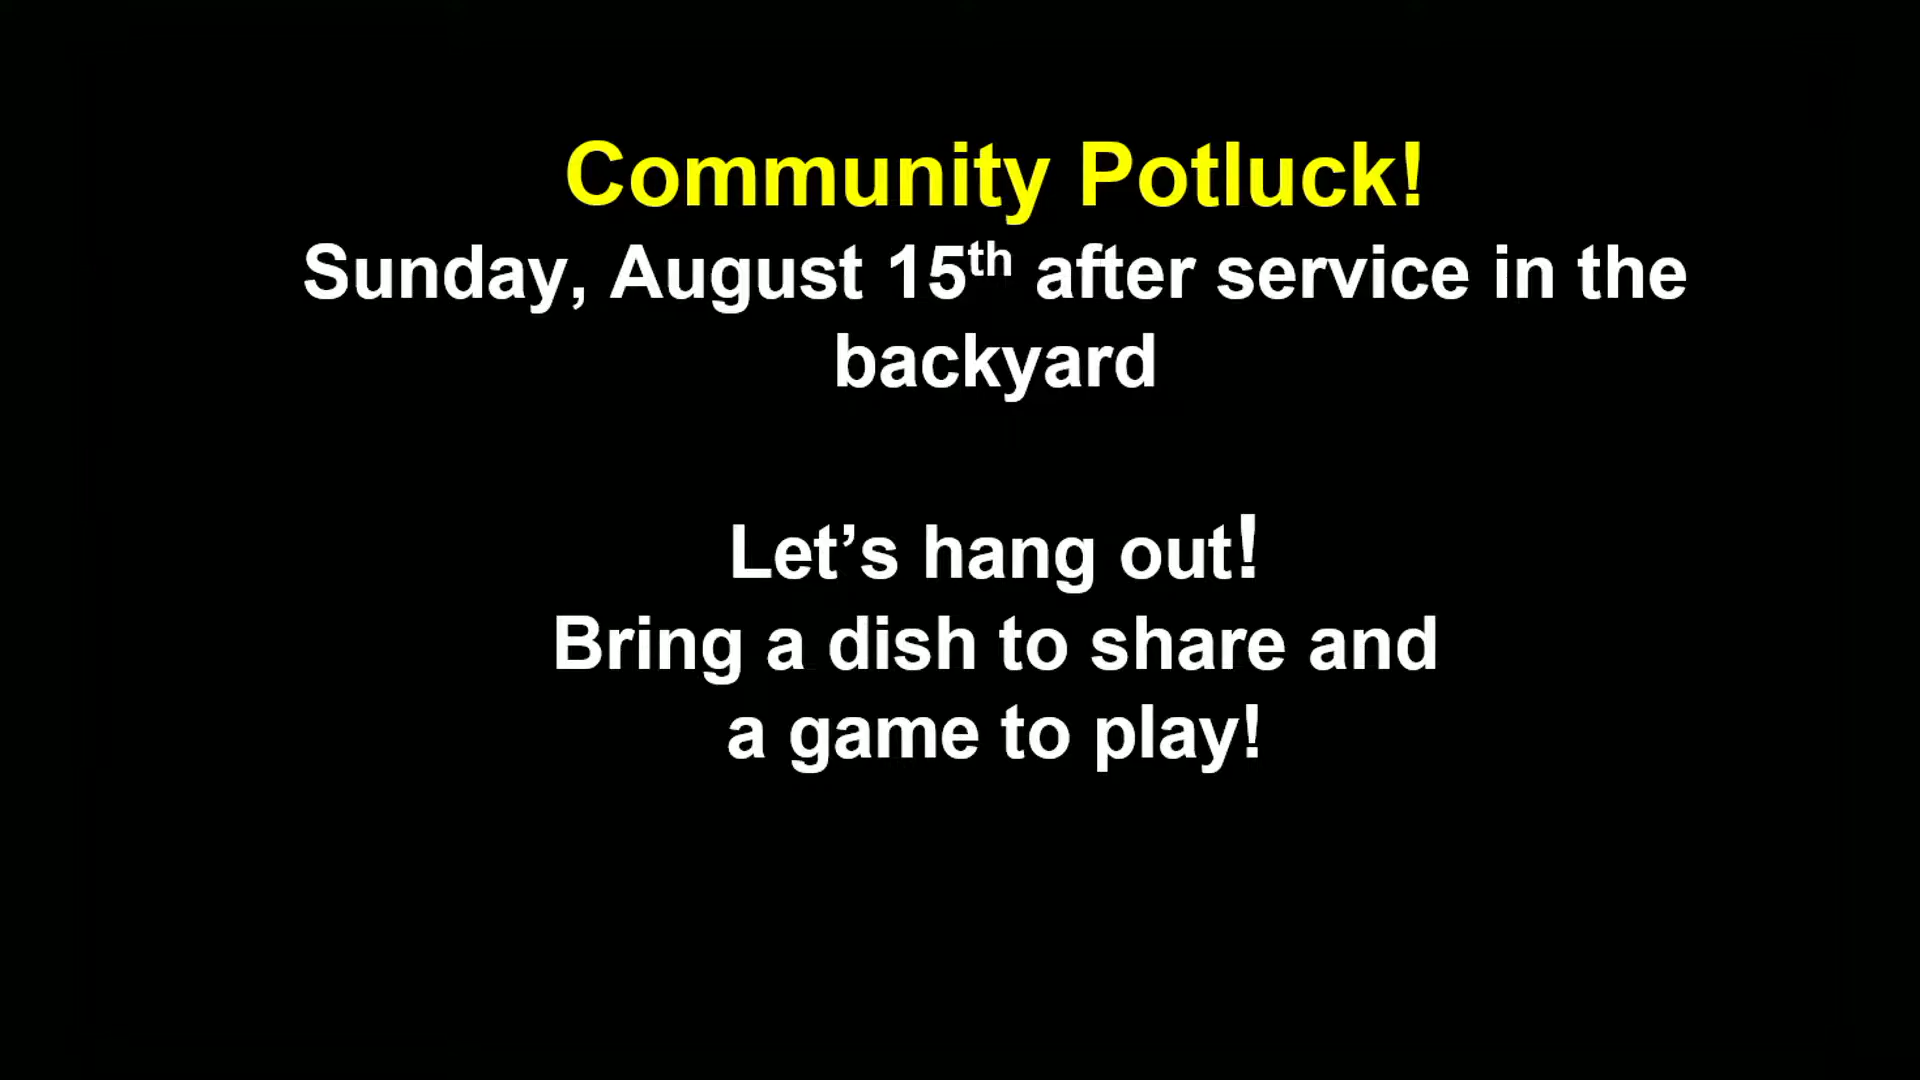 Community Potluck!
Sunday, August 15th after service in the
backyard
Let’s hang out!
Bring a dish to share and
a game to play!